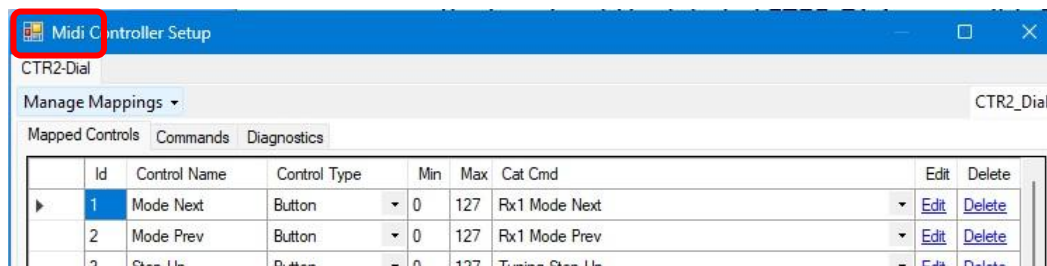 Midi Controller Setup
CTR2-Dial
Manage Mappings
CTR2_Dial
Mapped Controls Commands Diagnostics
Id Control Name Control Type Min Max Cat Cmd Edit Delete
1 Mode Next Button 0 127 Rx1 Mode Next Edit Delete
2 Mode Prev Button 0 127 Rx1 Mode Prev Edit Delete